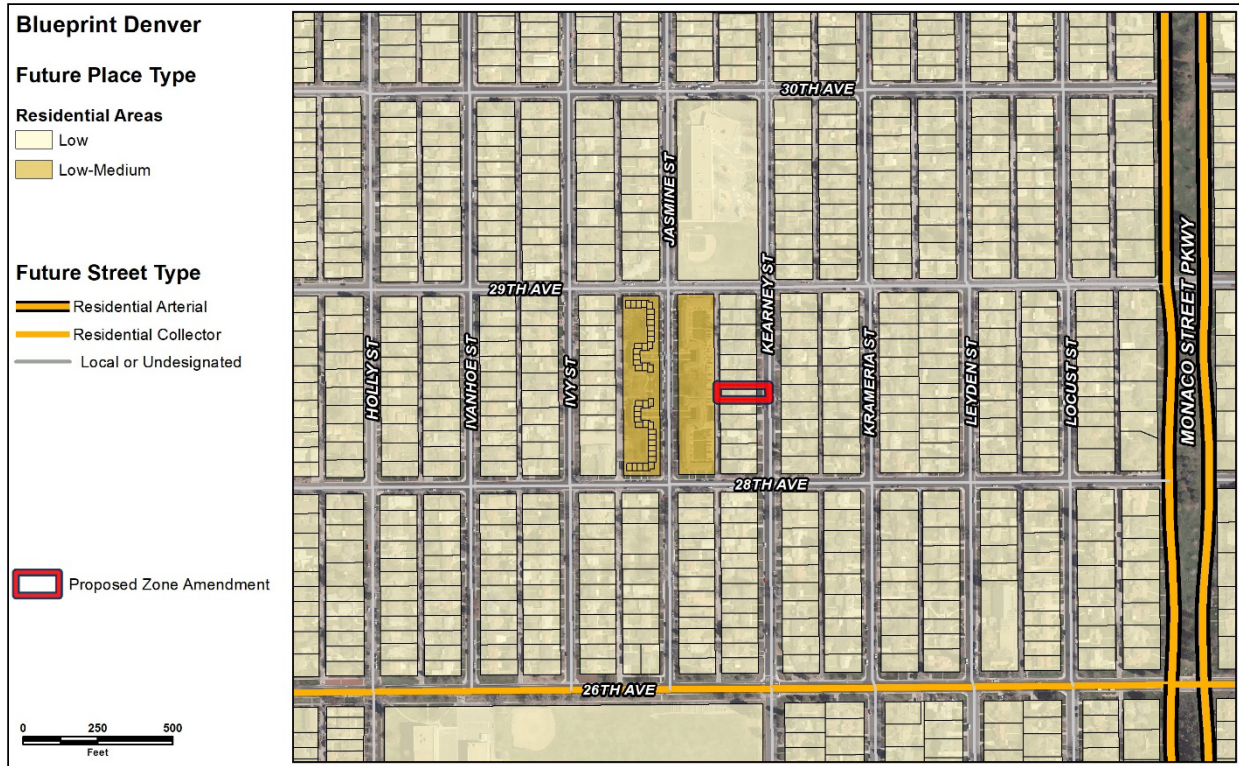 Blueprint Denver
Future Place Type
Residential Areas
Low
Low-Medium
Future Street Type
Residential Arterial
Residential Collector
Local or Undesignated
Proposed Zone Amendment
0 250 500
Feet
30TH AVE
JASMINE ST
29TH AVE
KEARNEY ST
HOLLY ST
IVANHOE ST
IVY ST
KRAMERIA ST
LEYDEN ST
LOCUST ST
MONACO STREET PKWY
28TH AVE
26TH AVE